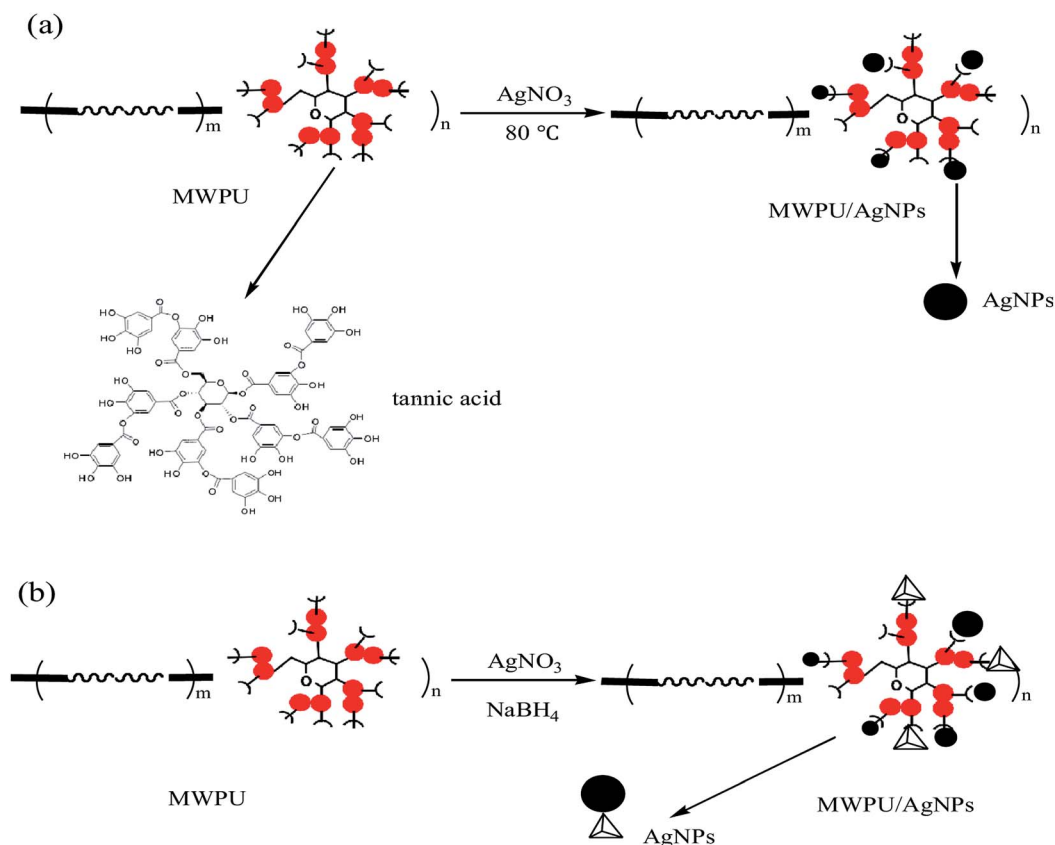 (a)
m
n
AgNO3
80 ℃
m
n
MWPU
MWPU/AgNPs
AgNPs
tannic acid
(b)
m
n
AgNO3
NaBH4
m
n
MWPU
MWPU/AgNPs
AgNPs